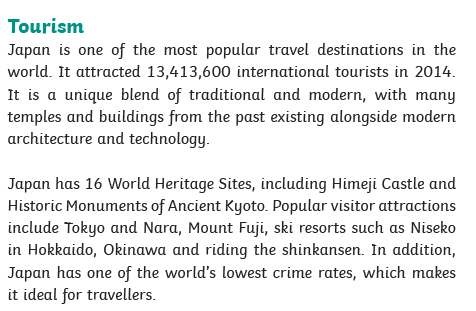 Tourism
Japan is one of the most popular travel destinations in the
world. It attracted 13,413,600 international tourists in 2014.
It is a unique blend of traditional and modern, with many
temples and buildings from the past existing alongside modern
architecture and technology.
Japan has 16 World Heritage Sites, including Himeji Castle and
Historic Monuments of Ancient Kyoto. Popular visitor attractions
include Tokyo and Nara, Mount Fuji, ski resorts such as Niseko
in Hokkaido, Okinawa and riding the shinkansen. In addition,
Japan has one of the world’s lowest crime rates, which makes
it ideal for travellers.